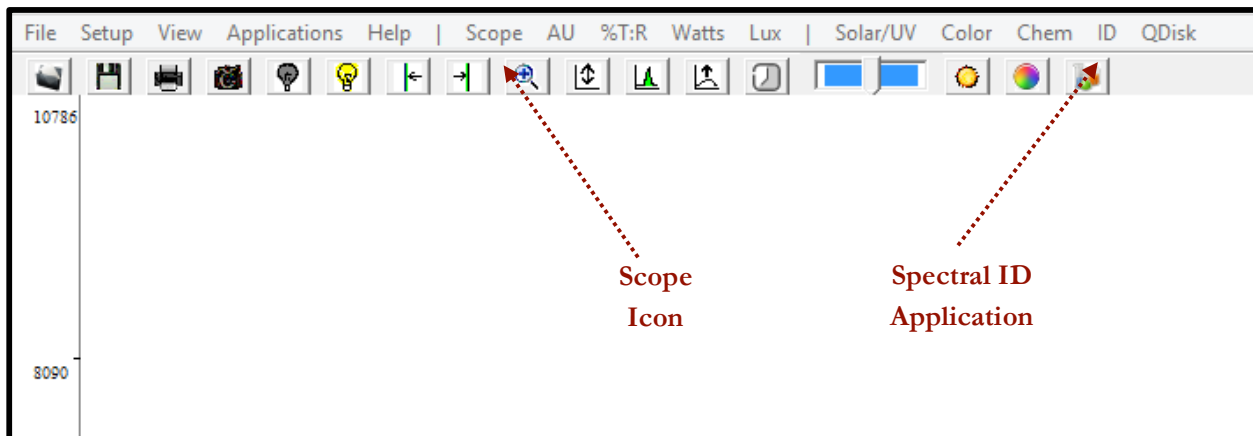 File Setup View Applications Help | Scope AU %T:R Watts Lux | Solar/UV Color Chem ID QDisk
10786
Scope
Icon
Spectral ID
Application
8090